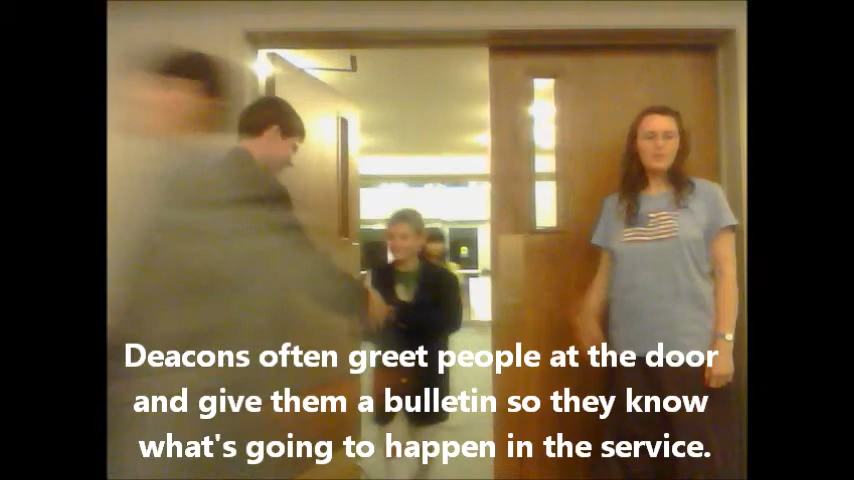 Deacons often greet people at the door
and give them a bulletin so they know
what's going to happen in the service.